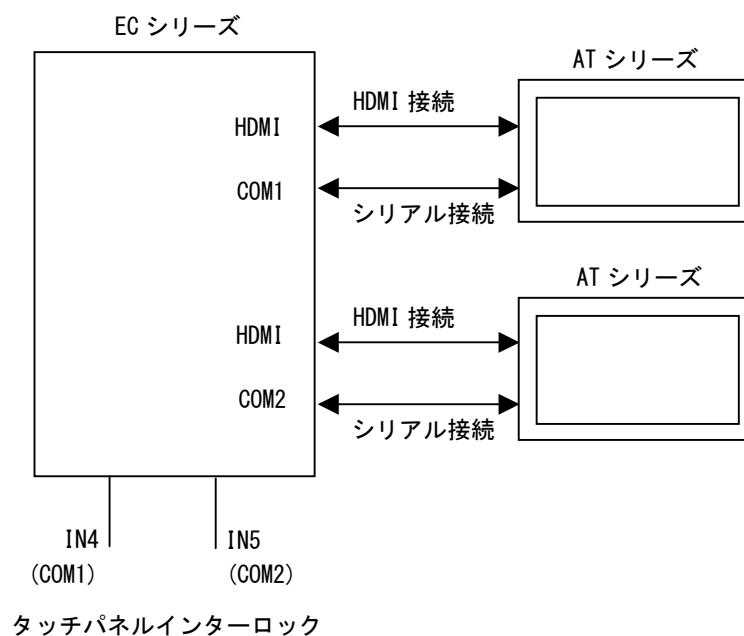 EC シリーズ
AT シリーズ
HDMI 接続
HDMI
COM1
シリアル接続
AT シリーズ
HDMI 接続
HDMI
COM2
シリアル接続
IN4
(COM1)
IN5
(COM2)
タッチパネルインターロック